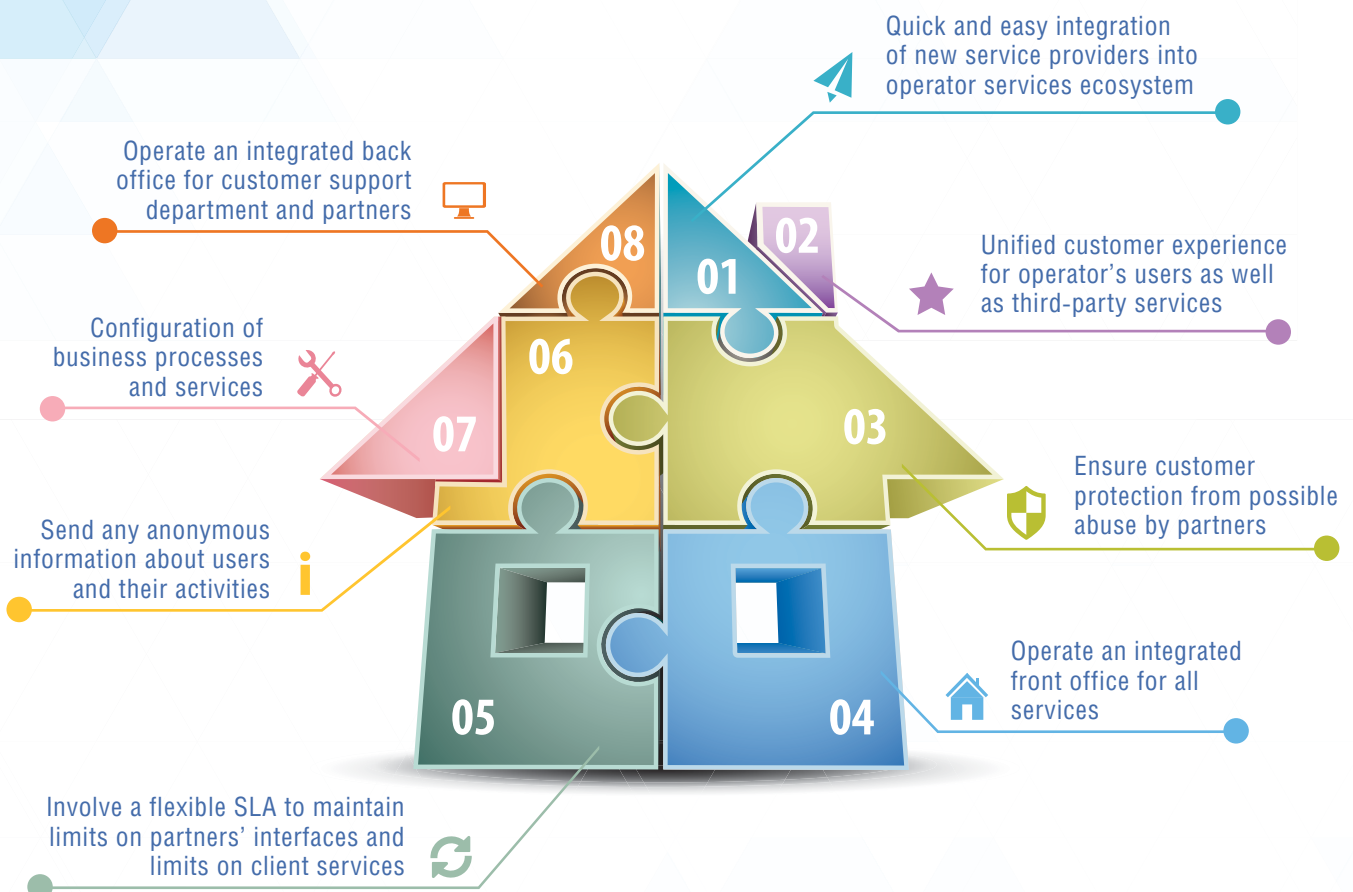 Quick and easy integration
of new service providers into
operator services ecosystem
Operate an integrated back
office for customer support
department and partners
08
01
02
Unified customer experience
for operator's users as well
as third-party services
Configuration of
business processes
and services
06
07
03
Ensure customer
protection from possible
abuse by partners
Send any anonymous
information about users
and their activities
Operate an integrated
front office for all
services
05
04
Involve a flexible SLA to maintain
limits on partners' interfaces and
limits on client services